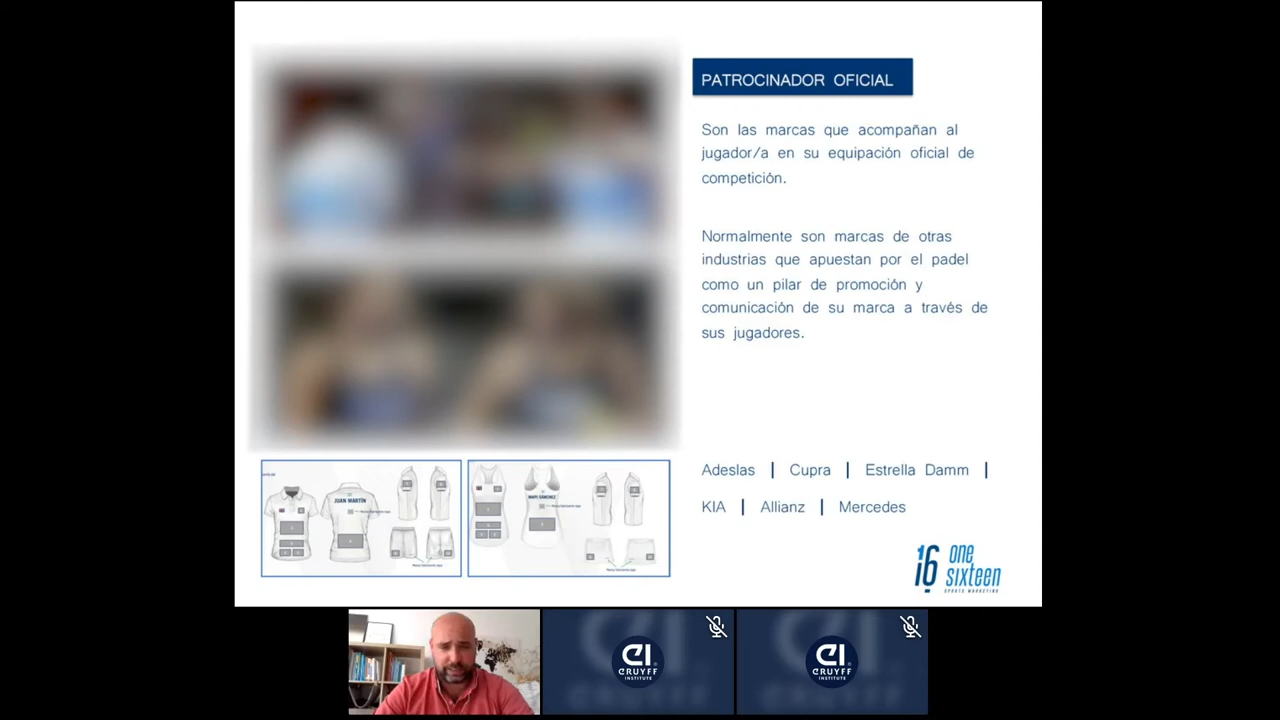 PATROCINADOR OFICIAL
Son las marcas que acompañan al
jugador/a en su equipación oficial de
competición.
Normalmente son marcas de otras
industrias que apuestan por el padel
como un pilar de promoción y
comunicación de su marca a través de
sus jugadores.
Adeslas | Cupra | Estrella Damm |
KIA | Allianz | Mercedes
JUAN MARTÍN
MAPI SÁNCHEZ
16 one
sixteen
SPORTS MARKETING
CRUYFF
INSTITUTE
CRUYFF
INSTITUTE